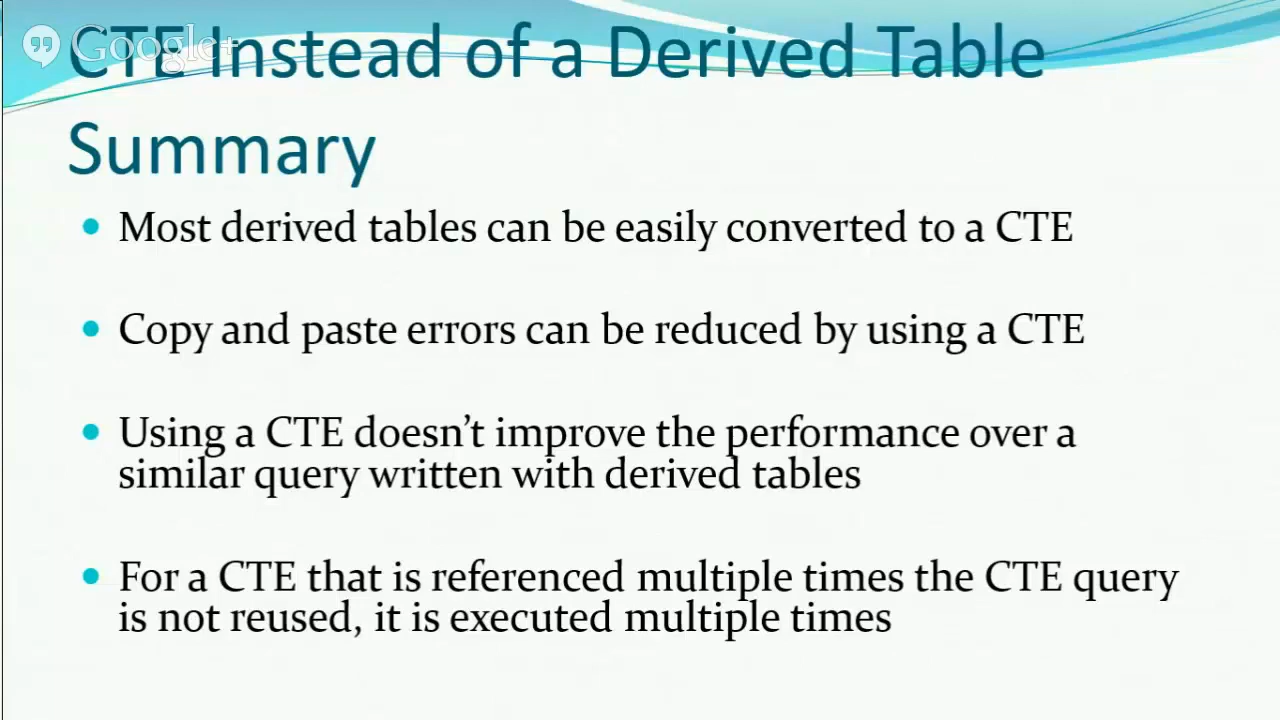 Google+
CTE Instead of a Derived Table
Summary
Most derived tables can be easily converted to a CTE
Copy and paste errors can be reduced by using a CTE
Using a CTE doesn’t improve the performance over a
similar query written with derived tables
For a CTE that is referenced multiple times the CTE query
is not reused, it is executed multiple times